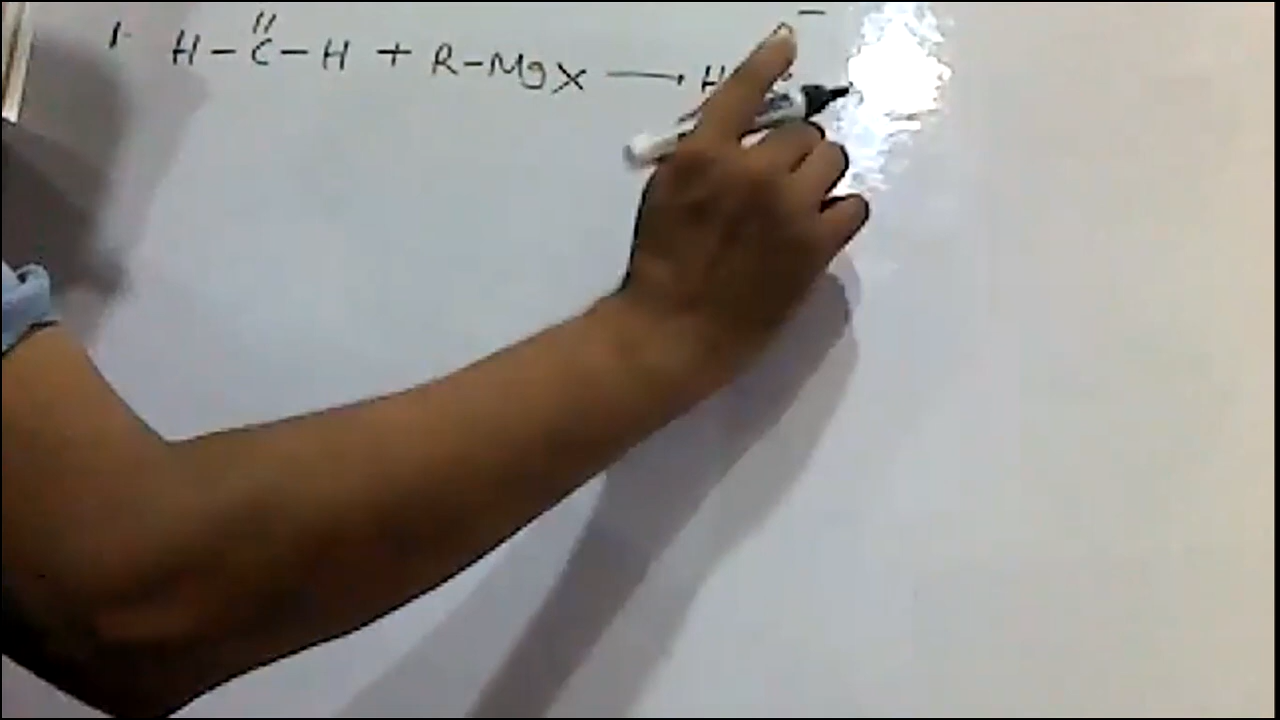 1. H-C-H + R-MgX → H